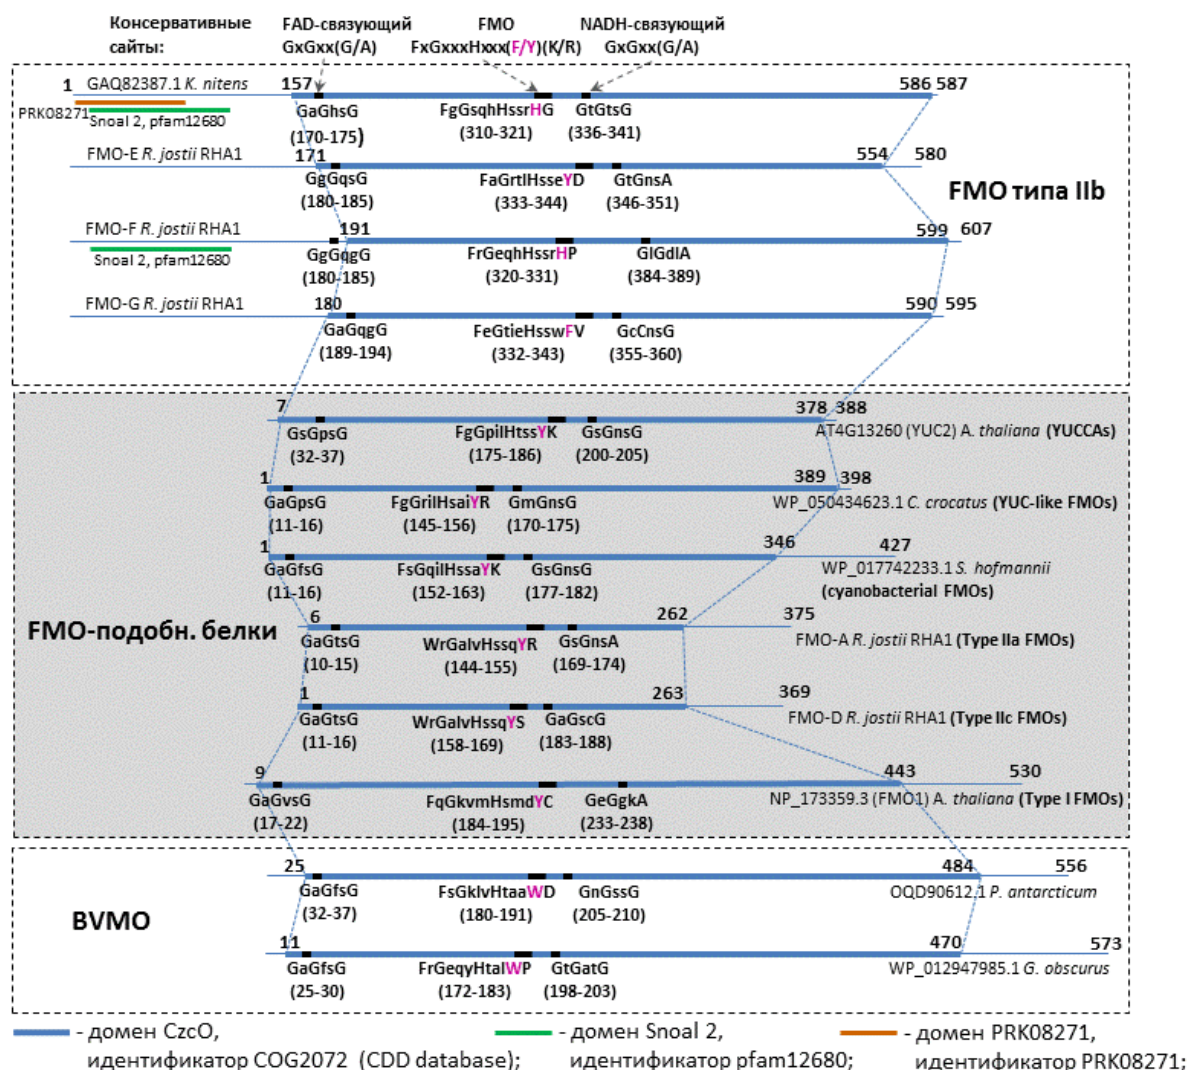 Консервативные сайты:
FAD-связующий GxGxx(G/A)
FMO FxGxxxHxxx(F/Y)(K/R)
NADH-связующий GxGxx(G/A)
1 GAQ82387.1 K. nitens 157 586 587
PRK08271
Snoal 2, pfam12680
GaGhsG FgGsqhHssrHG GtGtsG
(170-175) (310-321) (336-341)
FMO-E R. jostii RHA1 171 554 580
GgGqsG FaGrtlHsseYD GtGnsA
(180-185) (333-344) (346-351)
FMO типа IIb
FMO-F R. jostii RHA1 191 599 607
Snoal 2, pfam12680
GgGqgG FrGeqhHssrHP GlGdlA
(180-185) (320-331) (384-389)
FMO-G R. jostii RHA1 180 590 595
GaGqgG FeGtieHsswFV GcCnsG
(189-194) (332-343) (355-360)
7 378 388
GsGpsG FgGpilHtssYK GsGnsG
AT4G13260 (YUC2) A. thaliana (YUCCAs)
(32-37) (175-186) (200-205)
1 389 398
GaGpsG FgGrilHsaiYR GmGnsG
WP_050434623.1 C. crocatus (YUC-like FMOs)
(11-16) (145-156) (170-175)
1 346 427
GaGfsG FsGqilHssaYK GsGnsG
WP_017742233.1 S. hofmannii
(11-16) (152-163) (177-182)
(cyanobacterial FMOs)
6 262 375
FMO-подобн. белки
GaGtsG WrGalvHssqYR GsGnsA
FMO-A R. jostii RHA1 (Type IIa FMOs)
(10-15) (144-155) (169-174)
1 263 369
GaGtsG WrGalvHssqYS GaGscG
FMO-D R. jostii RHA1 (Type IIc FMOs)
(11-16) (158-169) (183-188)
9 443 530
GaGvsG FqGkvmHsmdYC GeGgkA
NP_173359.3 (FMO1) A. thaliana (Type I FMOs)
(17-22) (184-195) (233-238)
25 484 556
GaGfsG FsGklvHtaaWD GnGssG
OQD90612.1 P. antarcticum
(32-37) (180-191) (205-210)
BVMO
11 470 573
GaGfsG FrGeqyHtalWP GtGatG
WP_012947985.1 G. obscurus
(25-30) (172-183) (198-203)
- домен CzcO, идентификатор COG2072 (CDD database);
- домен Snoal 2, идентификатор pfam12680;
- домен PRK08271, идентификатор PRK08271;